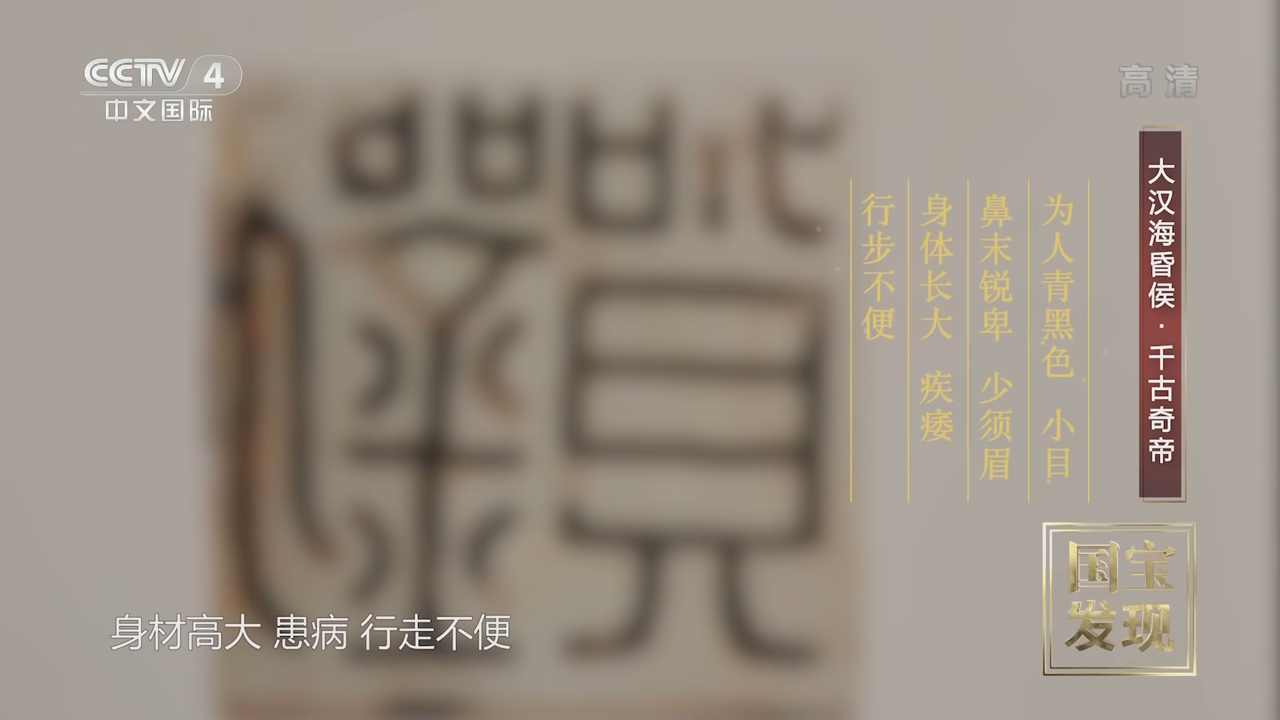 CCTV 4
中文国际
高清
大汉海昏侯·千古奇帝
为人青黑色 小目
鼻末锐卑 少须眉
身体长大 疾痿
行步不便
国宝
发现
身材高大 患病 行走不便